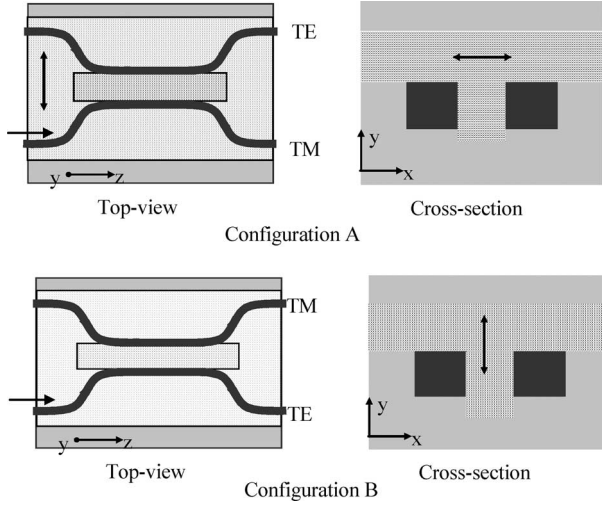 TE
TM
y z
y
x
Top-view
Cross-section
Configuration A
TM
TE
y z
y
x
Top-view
Cross-section
Configuration B